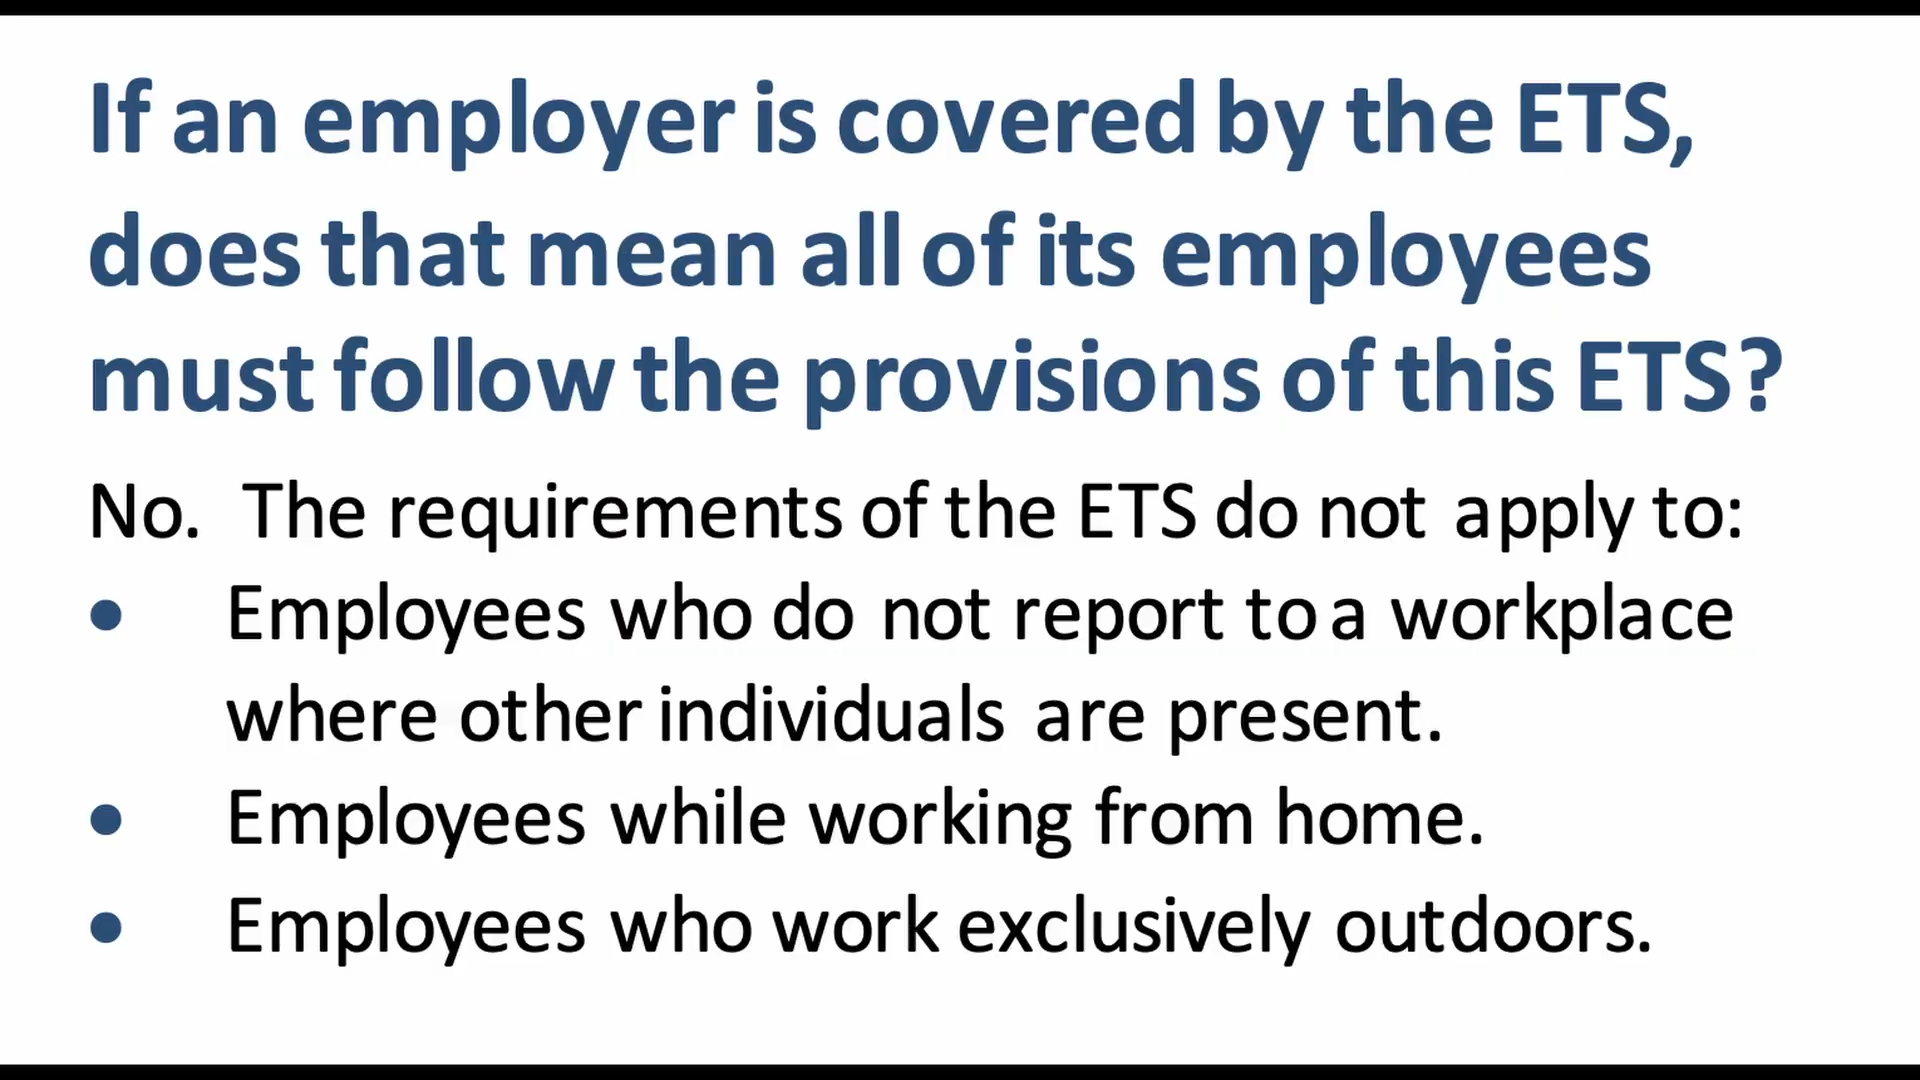 If an employer is covered by the ETS,
does that mean all of its employees
must follow the provisions of this ETS?
No. The requirements of the ETS do not apply to:
• Employees who do not report to a workplace
where other individuals are present.
• Employees while working from home.
• Employees who work exclusively outdoors.